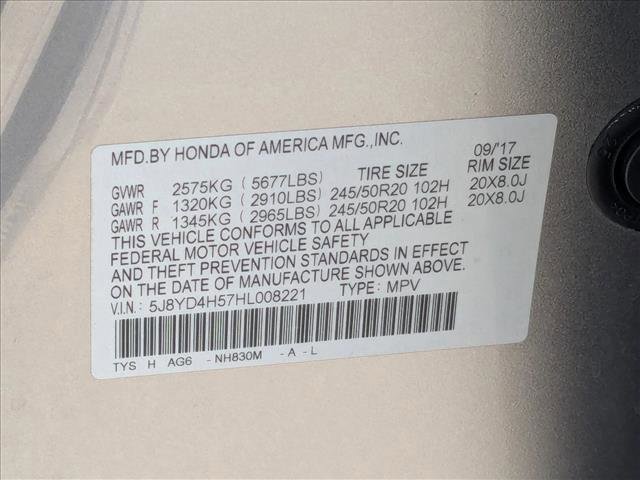 MFD.BY HONDA OF AMERICA MFG.,INC. 09/'17
TIRE SIZE RIM SIZE
GVWR 2575KG (5677LBS)
GAWR F 1320KG (2910LBS) 245/50R20 102H 20X8.0J
GAWR R 1345KG (2965LBS) 245/50R20 102H 20X8.0J
THIS VEHICLE CONFORMS TO ALL APPLICABLE
FEDERAL MOTOR VEHICLE SAFETY
AND THEFT PREVENTION STANDARDS IN EFFECT
ON THE DATE OF MANUFACTURE SHOWN ABOVE.
V.I.N.: 5J8YD4H57HL008221 TYPE: MPV
TYS H AG6 -NH830M -A-L